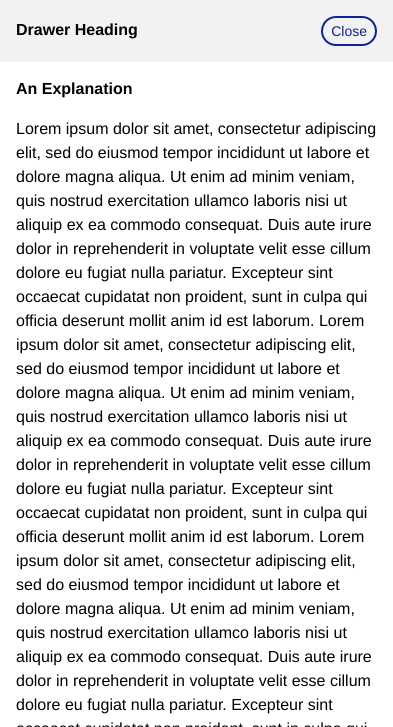 Drawer Heading
Close
An Explanation
Lorem ipsum dolor sit amet, consectetur adipiscing
elit, sed do eiusmod tempor incididunt ut labore et
dolore magna aliqua. Ut enim ad minim veniam,
quis nostrud exercitation ullamco laboris nisi ut
aliquip ex ea commodo consequat. Duis aute irure
dolor in reprehenderit in voluptate velit esse cillum
dolore eu fugiat nulla pariatur. Excepteur sint
occaecat cupidatat non proident, sunt in culpa qui
officia deserunt mollit anim id est laborum. Lorem
ipsum dolor sit amet, consectetur adipiscing elit,
sed do eiusmod tempor incididunt ut labore et
dolore magna aliqua. Ut enim ad minim veniam,
quis nostrud exercitation ullamco laboris nisi ut
aliquip ex ea commodo consequat. Duis aute irure
dolor in reprehenderit in voluptate velit esse cillum
dolore eu fugiat nulla pariatur. Excepteur sint
occaecat cupidatat non proident, sunt in culpa qui
officia deserunt mollit anim id est laborum. Lorem
ipsum dolor sit amet, consectetur adipiscing elit,
sed do eiusmod tempor incididunt ut labore et
dolore magna aliqua. Ut enim ad minim veniam,
quis nostrud exercitation ullamco laboris nisi ut
aliquip ex ea commodo consequat. Duis aute irure
dolor in reprehenderit in voluptate velit esse cillum
dolore eu fugiat nulla pariatur. Excepteur sint